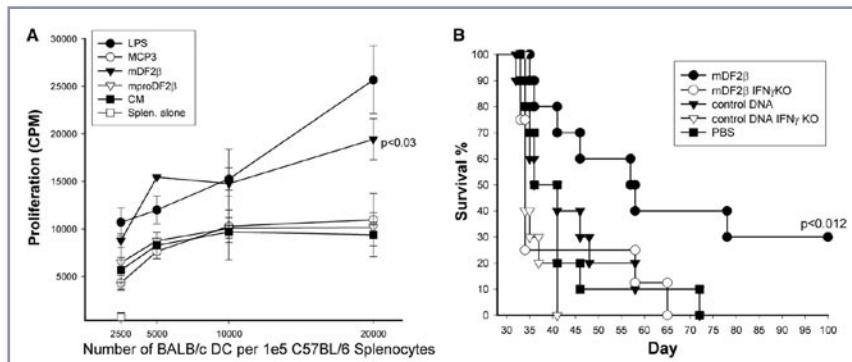 A
30000
25000
20000
15000
10000
5000
Proliferation (CPM)
LPS
MCP3
mDF2β
mproDF2β
CM
Splen. alone
p<0.03
2500 5000 10000 20000
Number of BALB/c DC per 1e5 C57BL/6 Splenocytes
B
100
90
80
70
60
50
40
30
20
10
0
Survival %
mDF2β
mDF2β IFNγKO
control DNA
control DNA IFNγ KO
PBS
p<0.012
30 35 40 45 50 55 60 65 70 75 80 85 90 95 100
Day